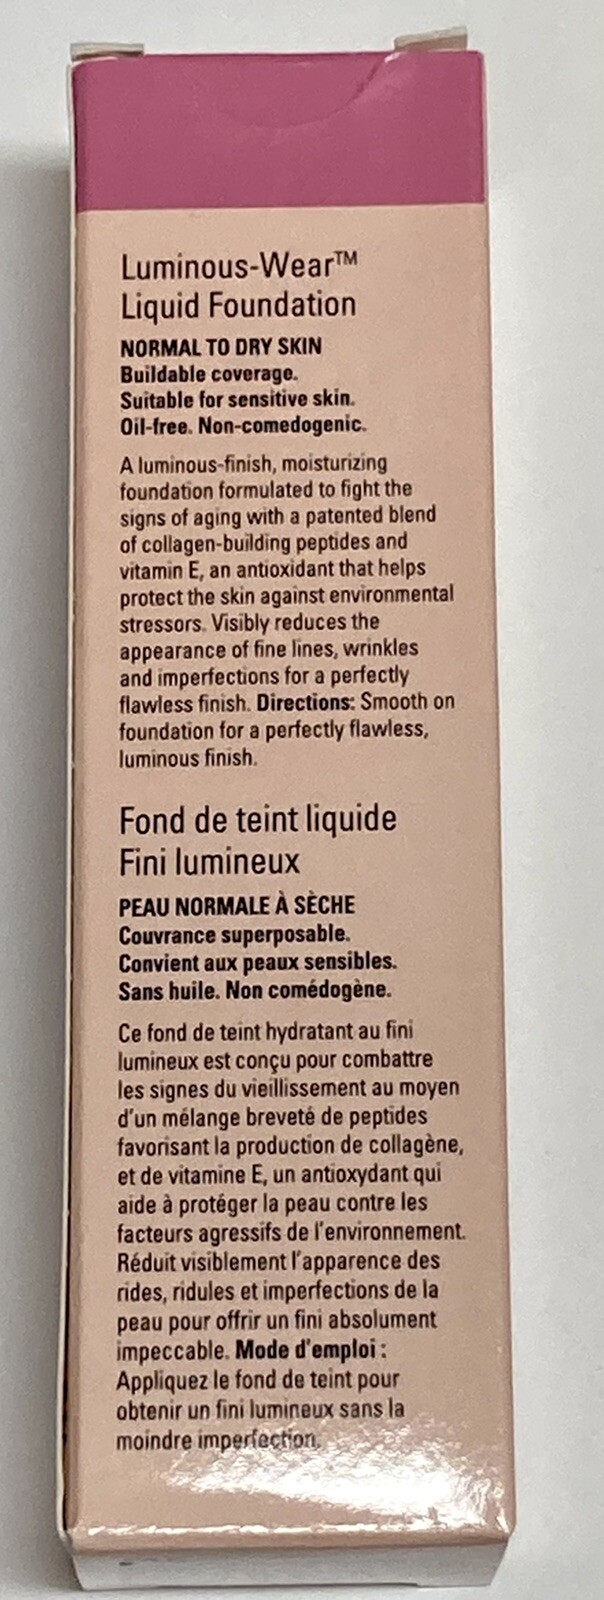 Luminous-Wear™
Liquid Foundation
NORMAL TO DRY SKIN
Buildable coverage.
Suitable for sensitive skin.
Oil-free. Non-comedogenic.
A luminous-finish, moisturizing
foundation formulated to fight the
signs of aging with a patented blend
of collagen-building peptides and
vitamin E, an antioxidant that helps
protect the skin against environmental
stressors. Visibly reduces the
appearance of fine lines, wrinkles
and imperfections for a perfectly
flawless finish. Directions: Smooth on
foundation for a perfectly flawless,
luminous finish.
Fond de teint liquide
Fini lumineux
PEAU NORMALE À SÈCHE
Couvrance superposable.
Convient aux peaux sensibles.
Sans huile. Non comédogène.
Ce fond de teint hydratant au fini
lumineux est conçu pour combattre
les signes du vieillissement au moyen
d'un mélange breveté de peptides
favorisant la production de collagène,
et de vitamine E, un antioxydant qui
aide à protéger la peau contre les
facteurs agressifs de l'environnement.
Réduit visiblement l'apparence des
rides, ridules et imperfections de la
peau pour offrir un fini absolument
impeccable. Mode d'emploi :
Appliquez le fond de teint pour
obtenir un fini lumineux sans la
moindre imperfection.